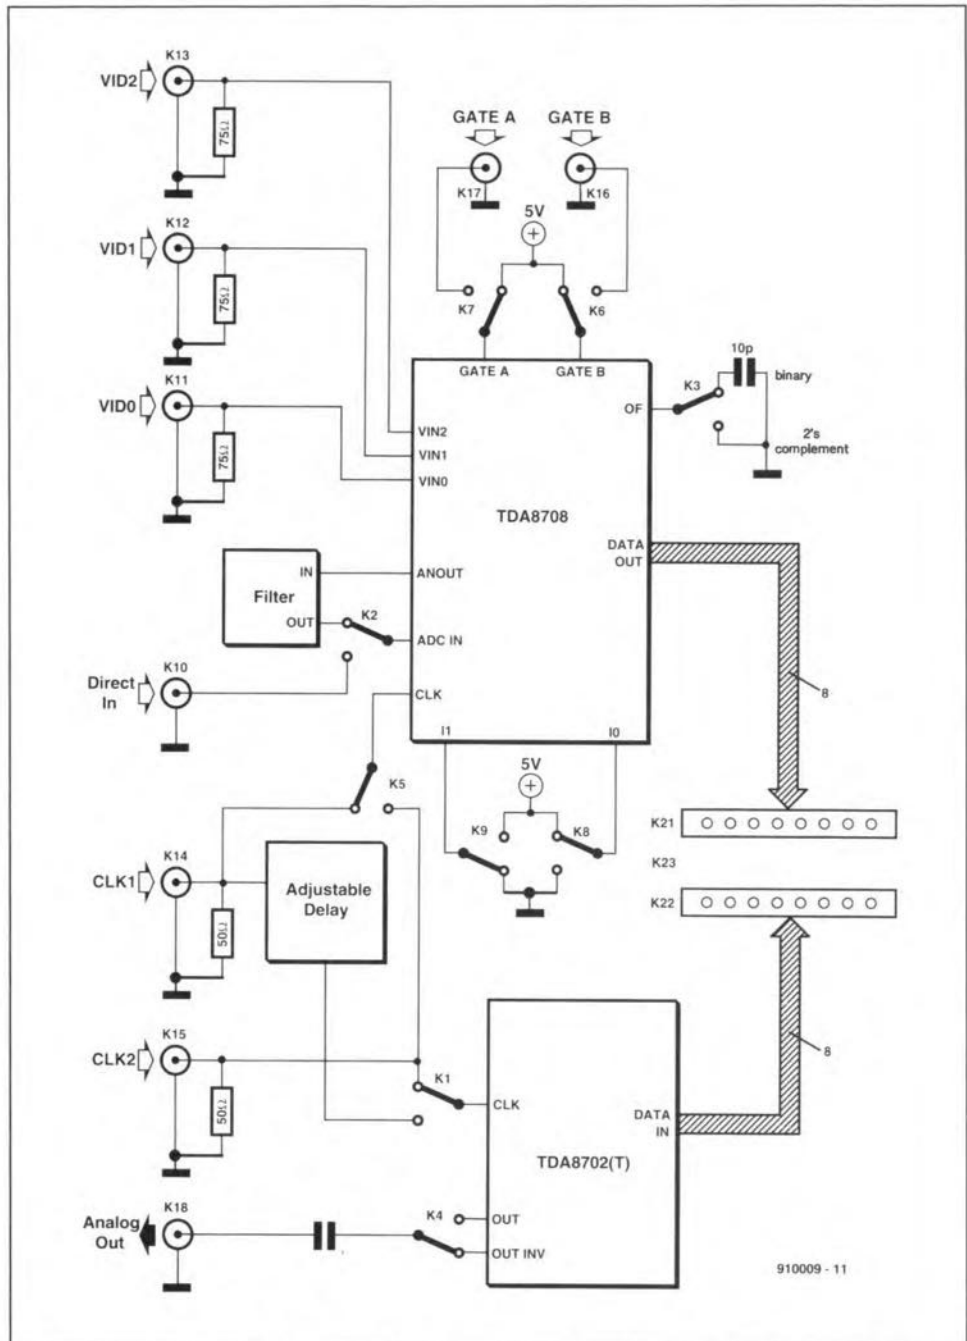 K13
VID2
75Ω
K12
VID1
75Ω
K11
VID0
75Ω
GATE A
GATE B
K17
K16
5V
K7
K6
GATE A
GATE B
10p
K3
binary
OF
2's
complement
VIN2
VIN1
VIN0
TDA8708
DATA
OUT
IN
ANOUT
Filter
OUT
K2
ADC IN
K10
Direct
In
CLK
8
I1
I0
5V
K5
K9
K8
K21
K23
K22
K14
CLK1
Adjustable
Delay
50Ω
K15
CLK2
8
K1
CLK
50Ω
DATA
IN
TDA8702(T)
K18
Analog
Out
K4
OUT
OUT INV
910009 - 11